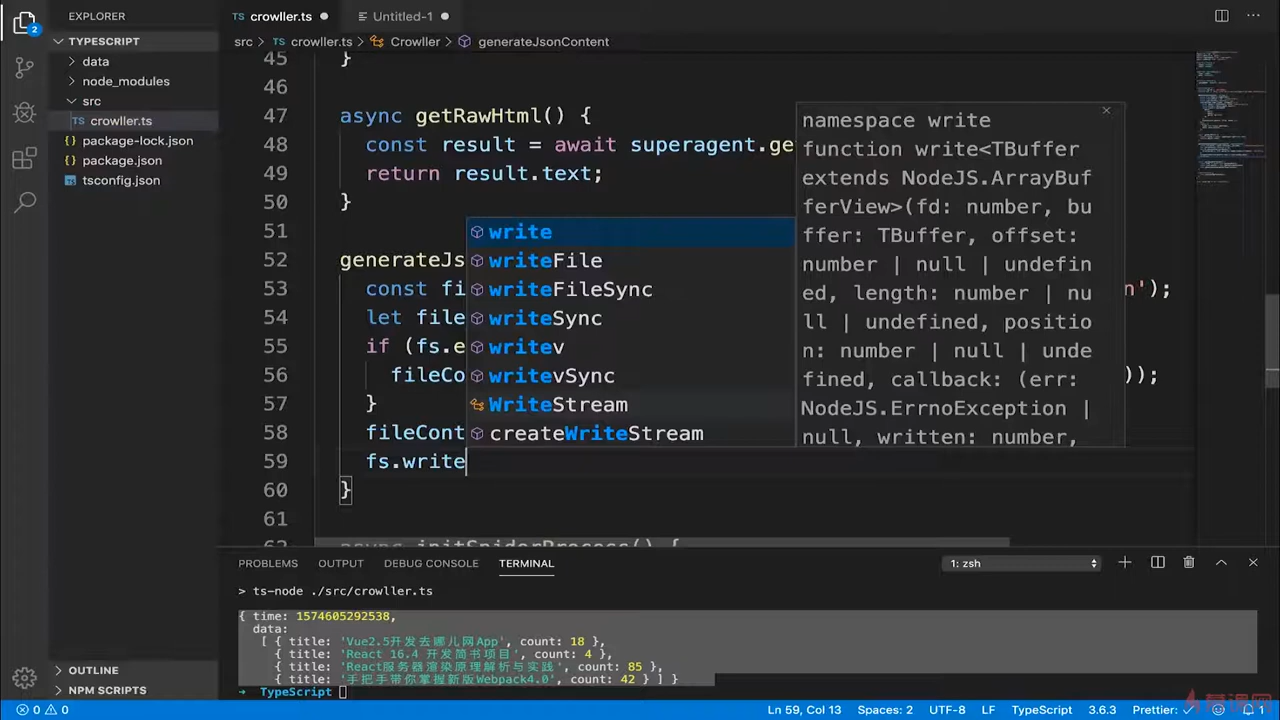 EXPLORER
TS crowller.ts
Untitled-1
TYPESCRIPT
src > TS crowller.ts > Crowller > generateJsonContent
data
node_modules
src
TS crowller.ts
package-lock.json
package.json
tsconfig.json
2
45 }
46
47 async getRawHtml() {
48 const result = await superagent.ge
49 return result.text;
50 }
51
52 generateJs
53 const fi n');
54 let file
55 if (fs.e
56 fileCo ));
57 }
58 fileCont
59 fs.write
60 }
61
62 async initSpiderProcess() {
write
writeFile
writeFileSync
writeSync
writev
writevSync
WriteStream
createWriteStream
namespace write
function write<TBuffer
extends NodeJS.ArrayBuf
ferView>(fd: number, bu
ffer: TBuffer, offset:
number | null | undefin
ed, length: number | nu
ll | undefined, positio
n: number | null | unde
fined, callback: (err:
NodeJS.ErrnoException |
null, written: number,
PROBLEMS OUTPUT DEBUG CONSOLE TERMINAL
1: zsh
> ts-node ./src/crowller.ts
{ time: 1574605292538,
data:
[ { title: 'Vue2.5开发去哪儿网App', count: 18 },
{ title: 'React 16.4 开发简书项目', count: 4 },
{ title: 'React服务器渲染原理解析与实践', count: 85 },
{ title: '手把手带你掌握新版Webpack4.0', count: 42 } ] }
→ TypeScript
OUTLINE
NPM SCRIPTS
0 0
Ln 59, Col 13 Spaces: 2 UTF-8 LF TypeScript 3.6.3 Prettier: ✓ 1
慕课网